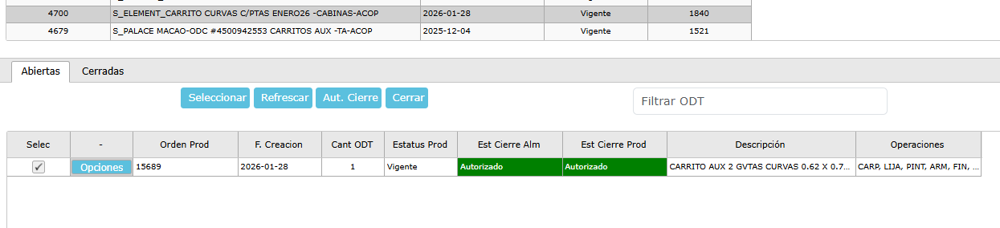 4700 S_ELEMENT_CARRITO CURVAS C/PTAS ENERO26 -CABINAS-ACOP 2026-01-28 Vigente 1840
4679 S_PALACE MACAO-ODC #4500942553 CARRITOS AUX -TA-ACOP 2025-12-04 Vigente 1521
Abiertas Cerradas
Seleccionar Refrescar Aut. Cierre Cerrar Filtrar ODT
Selec - Orden Prod F. Creacion Cant ODT Estatus Prod Est Cierre Alm Est Cierre Prod Descripción Operaciones
Opciones 15689 2026-01-28 1 Vigente Autorizado Autorizado CARRITO AUX 2 GVTAS CURVAS 0.62 X 0.7... CARP, LIJA, PINT, ARM, FIN, ...